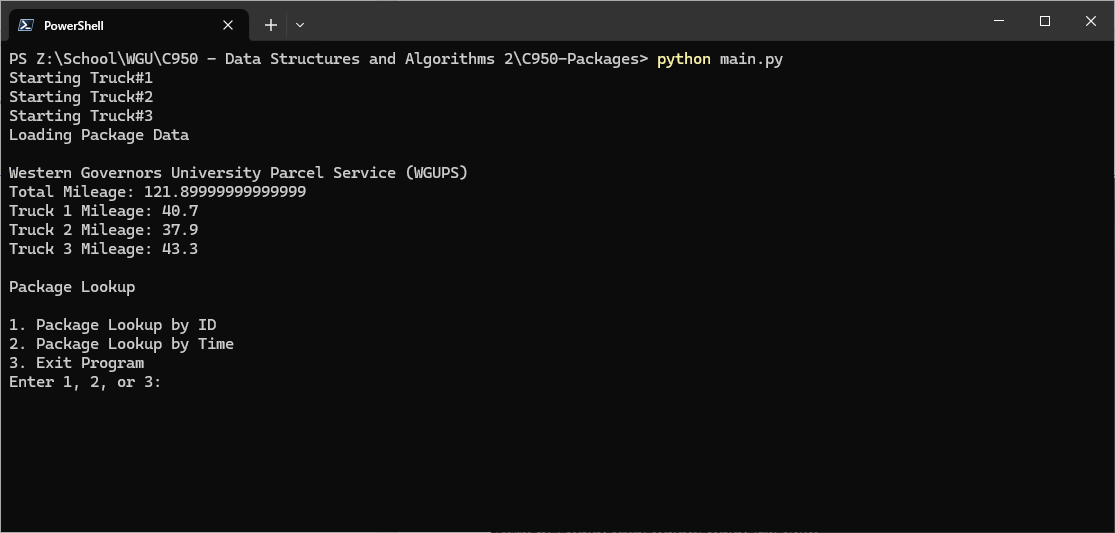 PowerShell
PS Z:\School\WGU\C950 - Data Structures and Algorithms 2\C950-Packages> python main.py
Starting Truck#1
Starting Truck#2
Starting Truck#3
Loading Package Data
Western Governors University Parcel Service (WGUPS)
Total Mileage: 121.89999999999999
Truck 1 Mileage: 40.7
Truck 2 Mileage: 37.9
Truck 3 Mileage: 43.3
Package Lookup
1. Package Lookup by ID
2. Package Lookup by Time
3. Exit Program
Enter 1, 2, or 3: